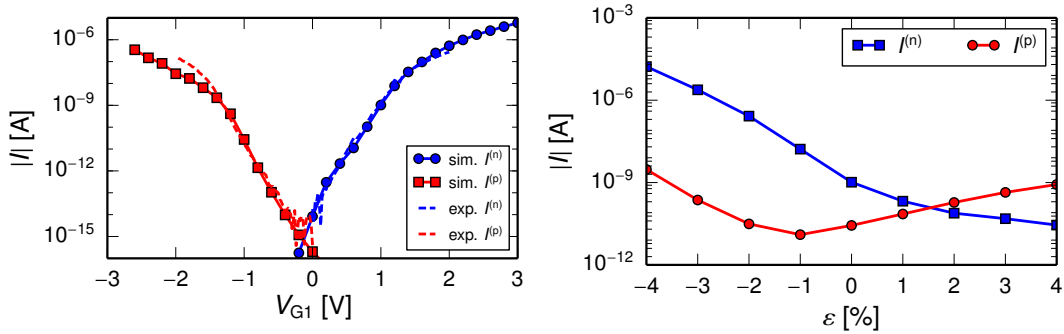 10⁻⁶
10⁻⁹
10⁻¹²
10⁻¹⁵
|I| [A]
−3 −2 −1 0 1 2 3
V_G1 [V]
sim. I⁽ⁿ⁾
sim. I⁽ᵖ⁾
exp. I⁽ⁿ⁾
exp. I⁽ᵖ⁾
10⁻³
10⁻⁶
10⁻⁹
10⁻¹²
|I| [A]
−4 −3 −2 −1 0 1 2 3 4
ε [%]
I⁽ⁿ⁾ I⁽ᵖ⁾